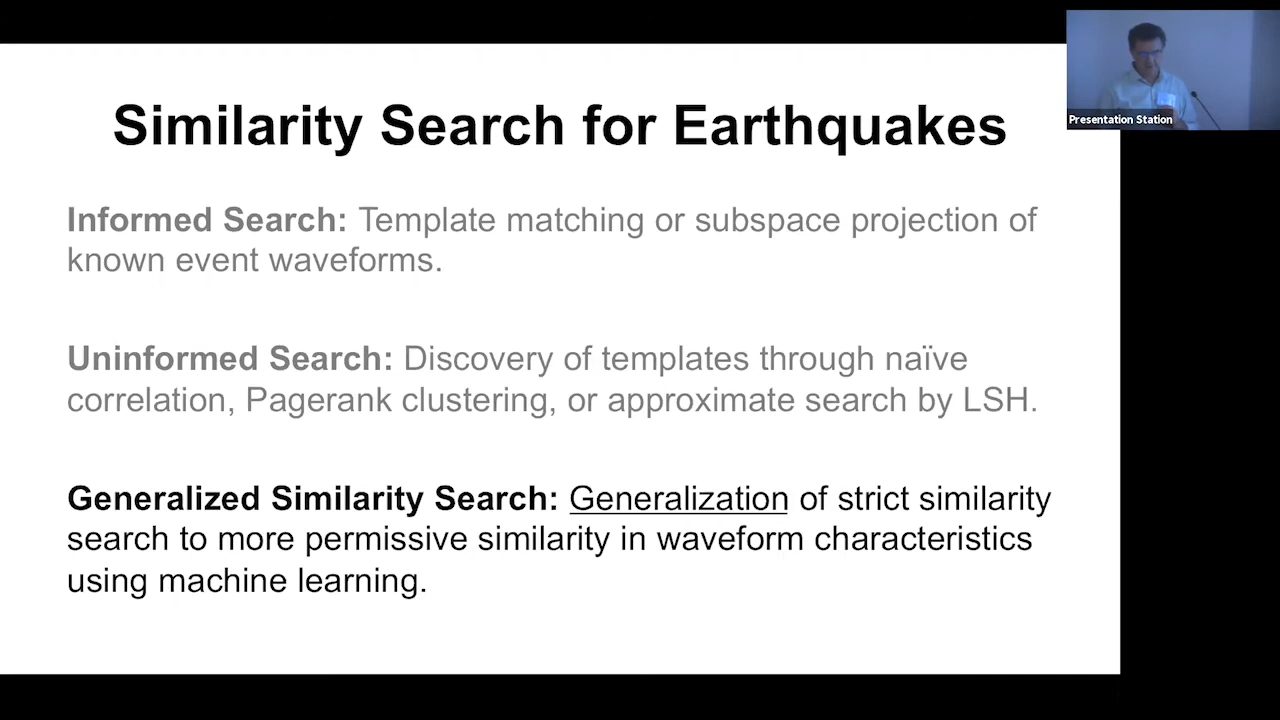 Similarity Search for Earthquakes
Informed Search: Template matching or subspace projection of
known event waveforms.
Uninformed Search: Discovery of templates through naïve
correlation, Pagerank clustering, or approximate search by LSH.
Generalized Similarity Search: Generalization of strict similarity
search to more permissive similarity in waveform characteristics
using machine learning.
Presentation Station